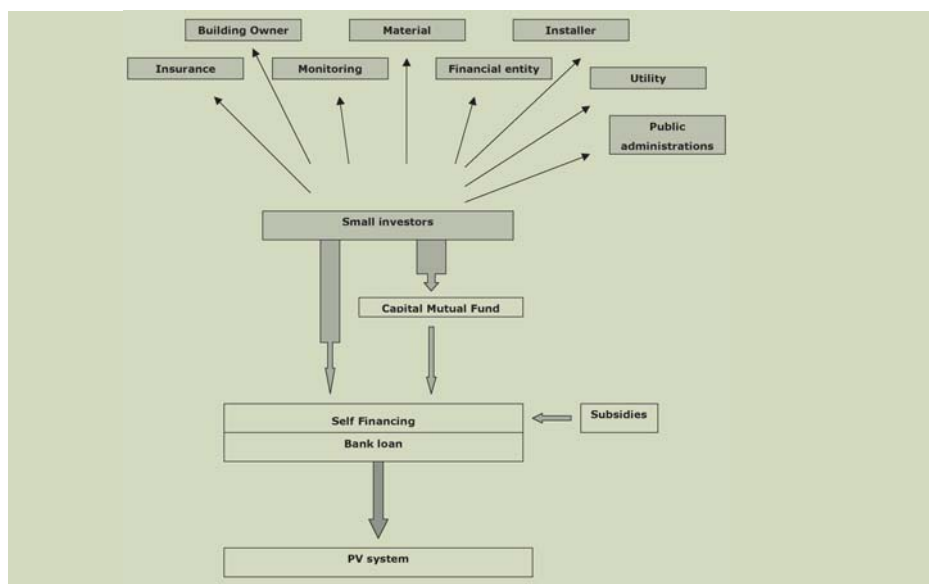 Building Owner
Material
Installer
Insurance
Monitoring
Financial entity
Utility
Public
administrations
Small investors
Capital Mutual Fund
Self Financing
Subsidies
Bank loan
PV system